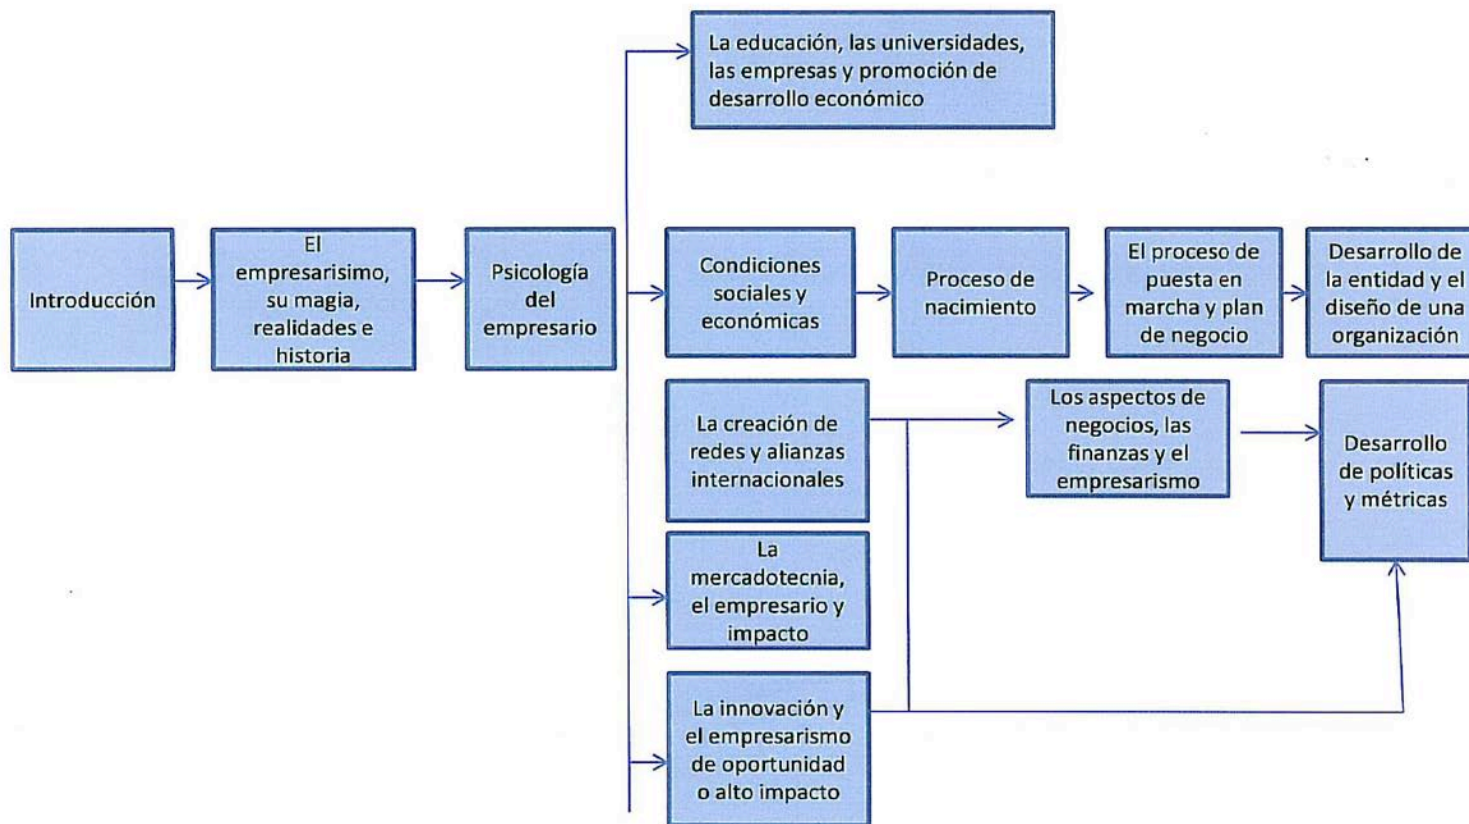 La educación, las universidades,
las empresas y promoción de
desarrollo económico
Introducción
El
empresarisimo,
su magia,
realidades e
historia
Psicología
del
empresario
Condiciones
sociales y
económicas
Proceso de
nacimiento
El proceso de
puesta en
marcha y plan
de negocio
Desarrollo de
la entidad y el
diseño de una
organización
La creación de
redes y alianzas
internacionales
Los aspectos de
negocios, las
finanzas y el
empresarismo
Desarrollo
de políticas
y métricas
La
mercadotecnia,
el empresario y
impacto
La innovación y
el empresarismo
de oportunidad
o alto impacto